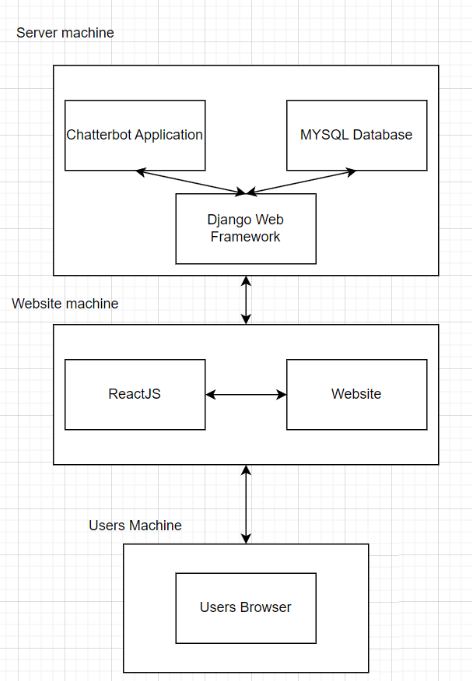 Server machine
Chatterbot Application
MYSQL Database
Django Web
Framework
Website machine
ReactJS
Website
Users Machine
Users Browser